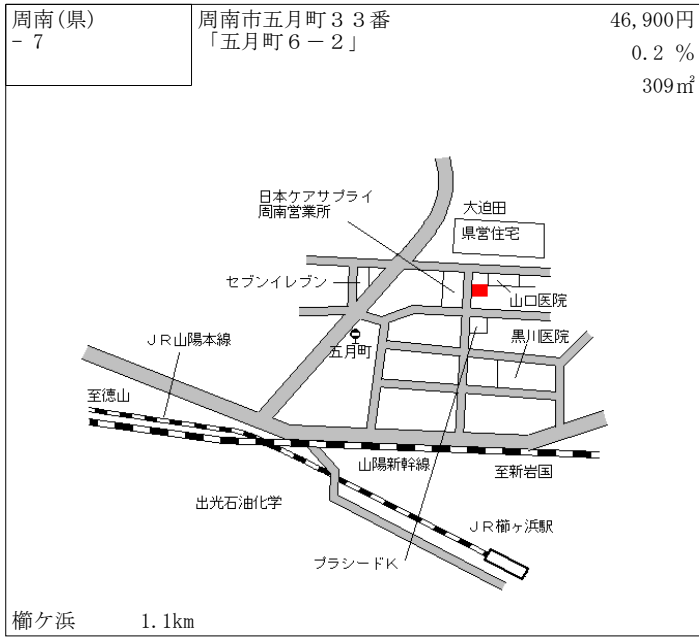 周南(県)
－７
周南市五月町３３番
「五月町６－２」
46,900円
0.2 %
309㎡
日本ケアサプライ
周南営業所
大迫田
県営住宅
セブンイレブン
山口医院
ＪＲ山陽本線
五月町
黒川医院
至徳山
山陽新幹線
至新岩国
出光石油化学
ＪＲ櫛ヶ浜駅
プラシードＫ
櫛ケ浜　1.1km